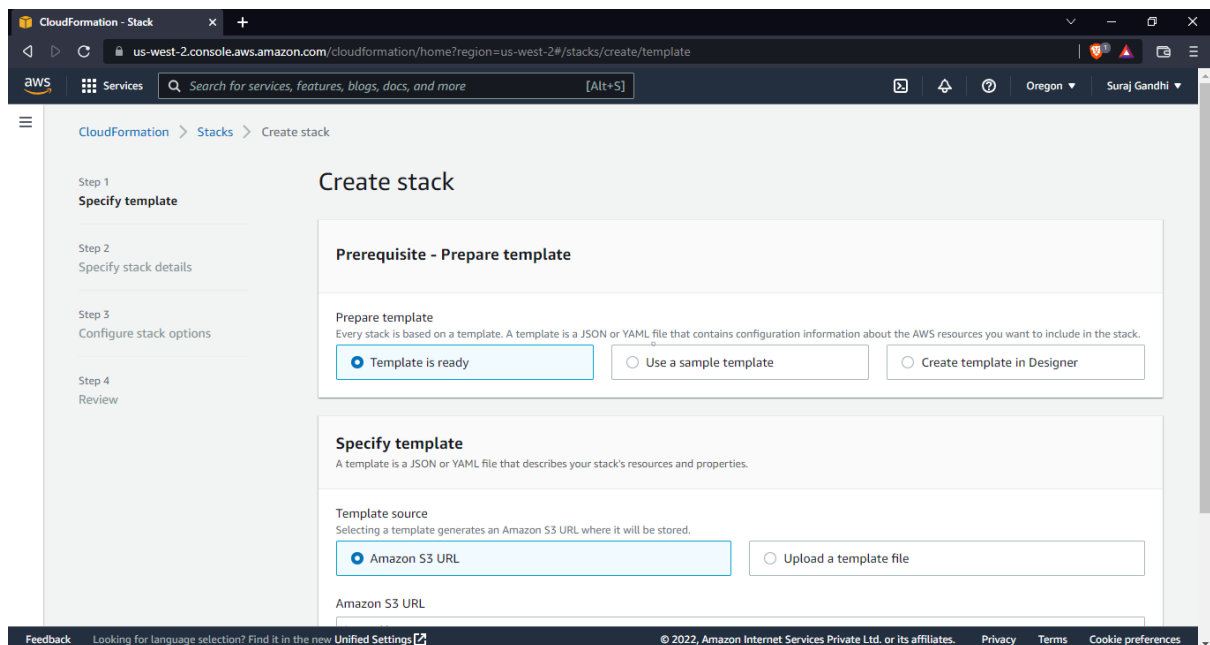 CloudFormation - Stack
us-west-2.console.aws.amazon.com/cloudformation/home?region=us-west-2#/stacks/create/template
aws Services Search for services, features, blogs, docs, and more [Alt+S] Oregon ▼ Suraj Gandhi ▼
CloudFormation > Stacks > Create stack
Step 1
Specify template
Step 2
Specify stack details
Step 3
Configure stack options
Step 4
Review
Create stack
Prerequisite - Prepare template
Prepare template
Every stack is based on a template. A template is a JSON or YAML file that contains configuration information about the AWS resources you want to include in the stack.
Template is ready
Use a sample template
Create template in Designer
Specify template
A template is a JSON or YAML file that describes your stack's resources and properties.
Template source
Selecting a template generates an Amazon S3 URL where it will be stored.
Amazon S3 URL
Upload a template file
Amazon S3 URL
Feedback Looking for language selection? Find it in the new Unified Settings © 2022, Amazon Internet Services Private Ltd. or its affiliates. Privacy Terms Cookie preferences